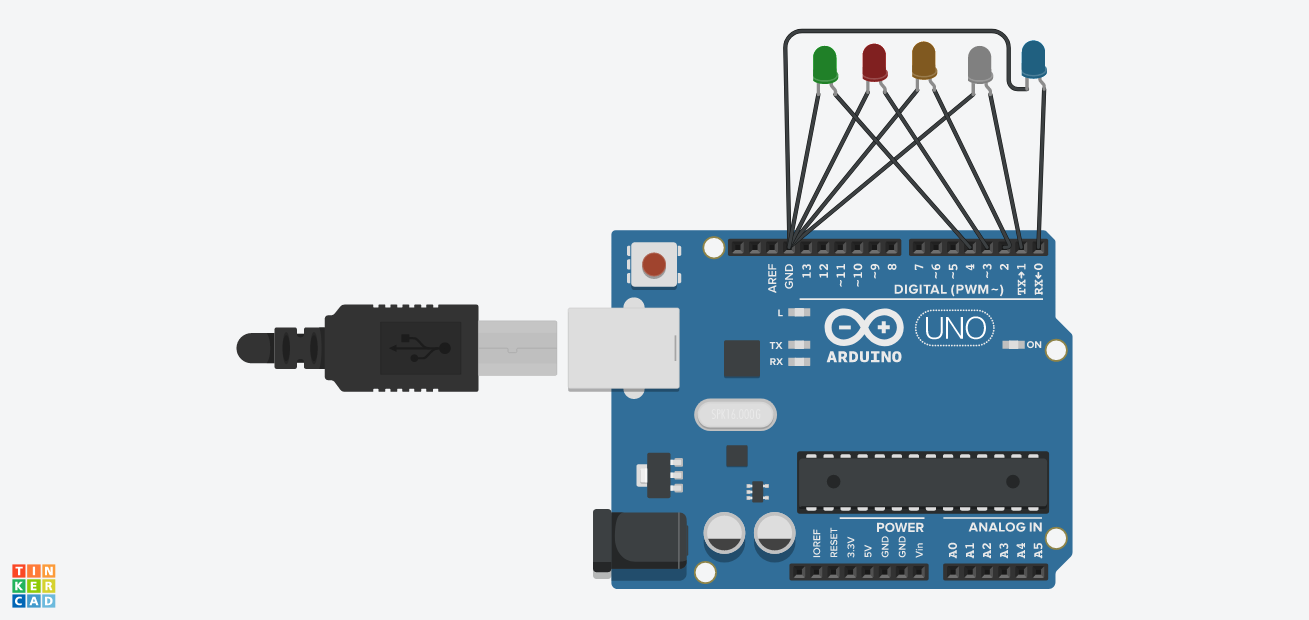 AREF
GND
13
12
~11
~10
~9
8
7
~6
~5
4
~3
2
TX→1
RX←0
DIGITAL (PWM~)
L
TX
RX
ARDUINO
UNO
ON
SPK16.000G
POWER
ANALOG IN
IOREF
RESET
3.3V
5V
GND
GND
Vin
A0
A1
A2
A3
A4
A5
TIN
KER
CAD